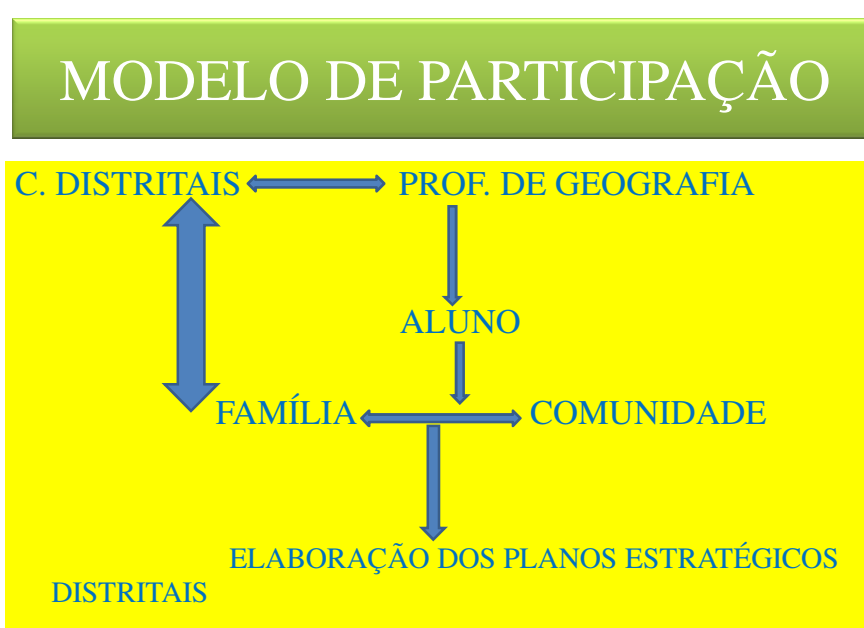 MODELO DE PARTICIPAÇÃO
C. DISTRITAIS PROF. DE GEOGRAFIA
ALUNO
FAMÍLIA COMUNIDADE
ELABORAÇÃO DOS PLANOS ESTRATÉGICOS
DISTRITAIS